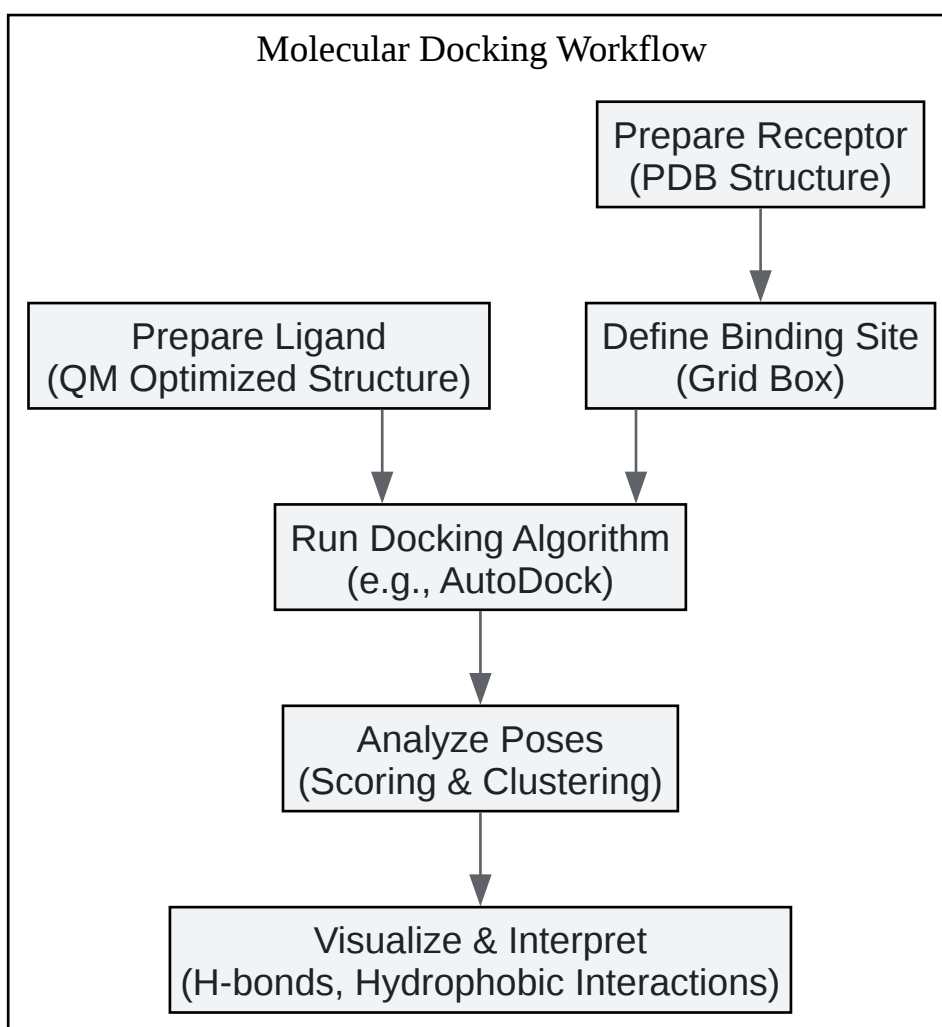 Molecular Docking Workflow
Prepare Receptor
(PDB Structure)
Prepare Ligand
(QM Optimized Structure)
Define Binding Site
(Grid Box)
Run Docking Algorithm
(e.g., AutoDock)
Analyze Poses
(Scoring & Clustering)
Visualize & Interpret
(H-bonds, Hydrophobic Interactions)